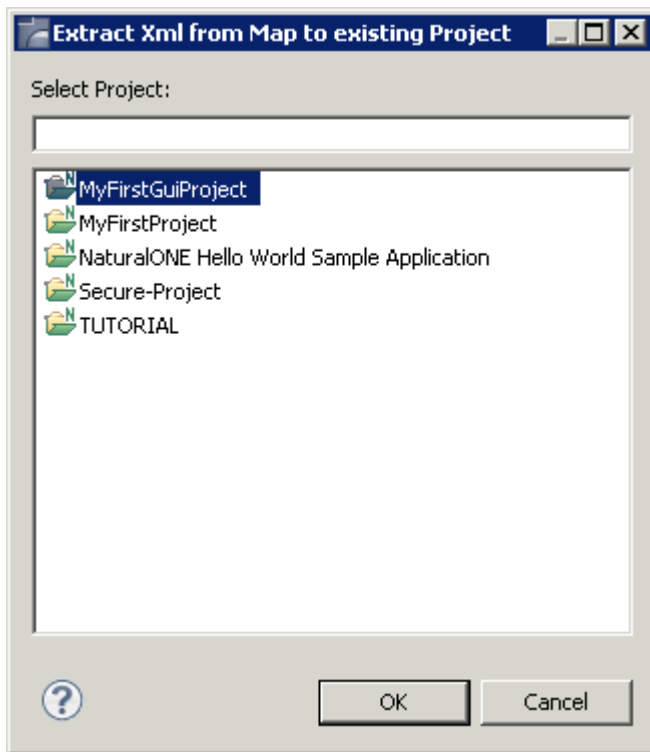 Extract Xml from Map to existing Project
Select Project:
MyFirstGuiProject
MyFirstProject
NaturalONE Hello World Sample Application
Secure-Project
TUTORIAL
?
OK
Cancel